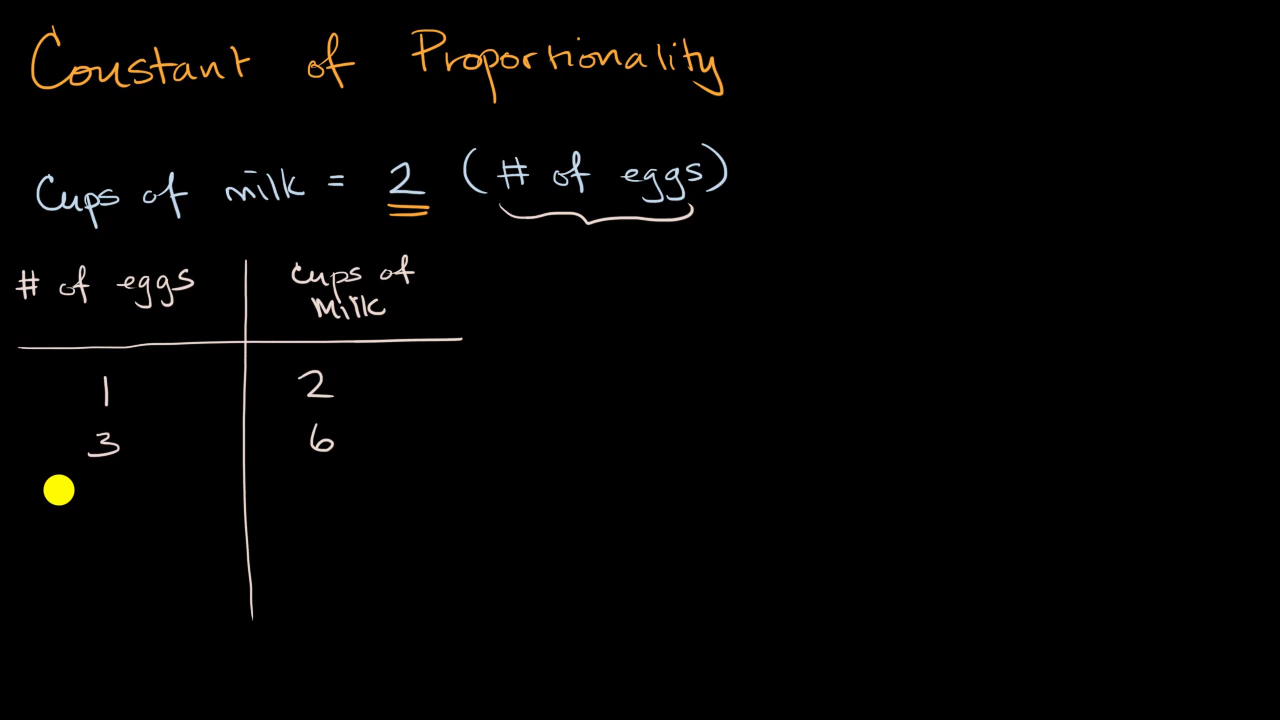 Constant of Proportionality
Cups of milk = 2 (# of eggs)
# of eggs cups of
milk
1 2
3 6